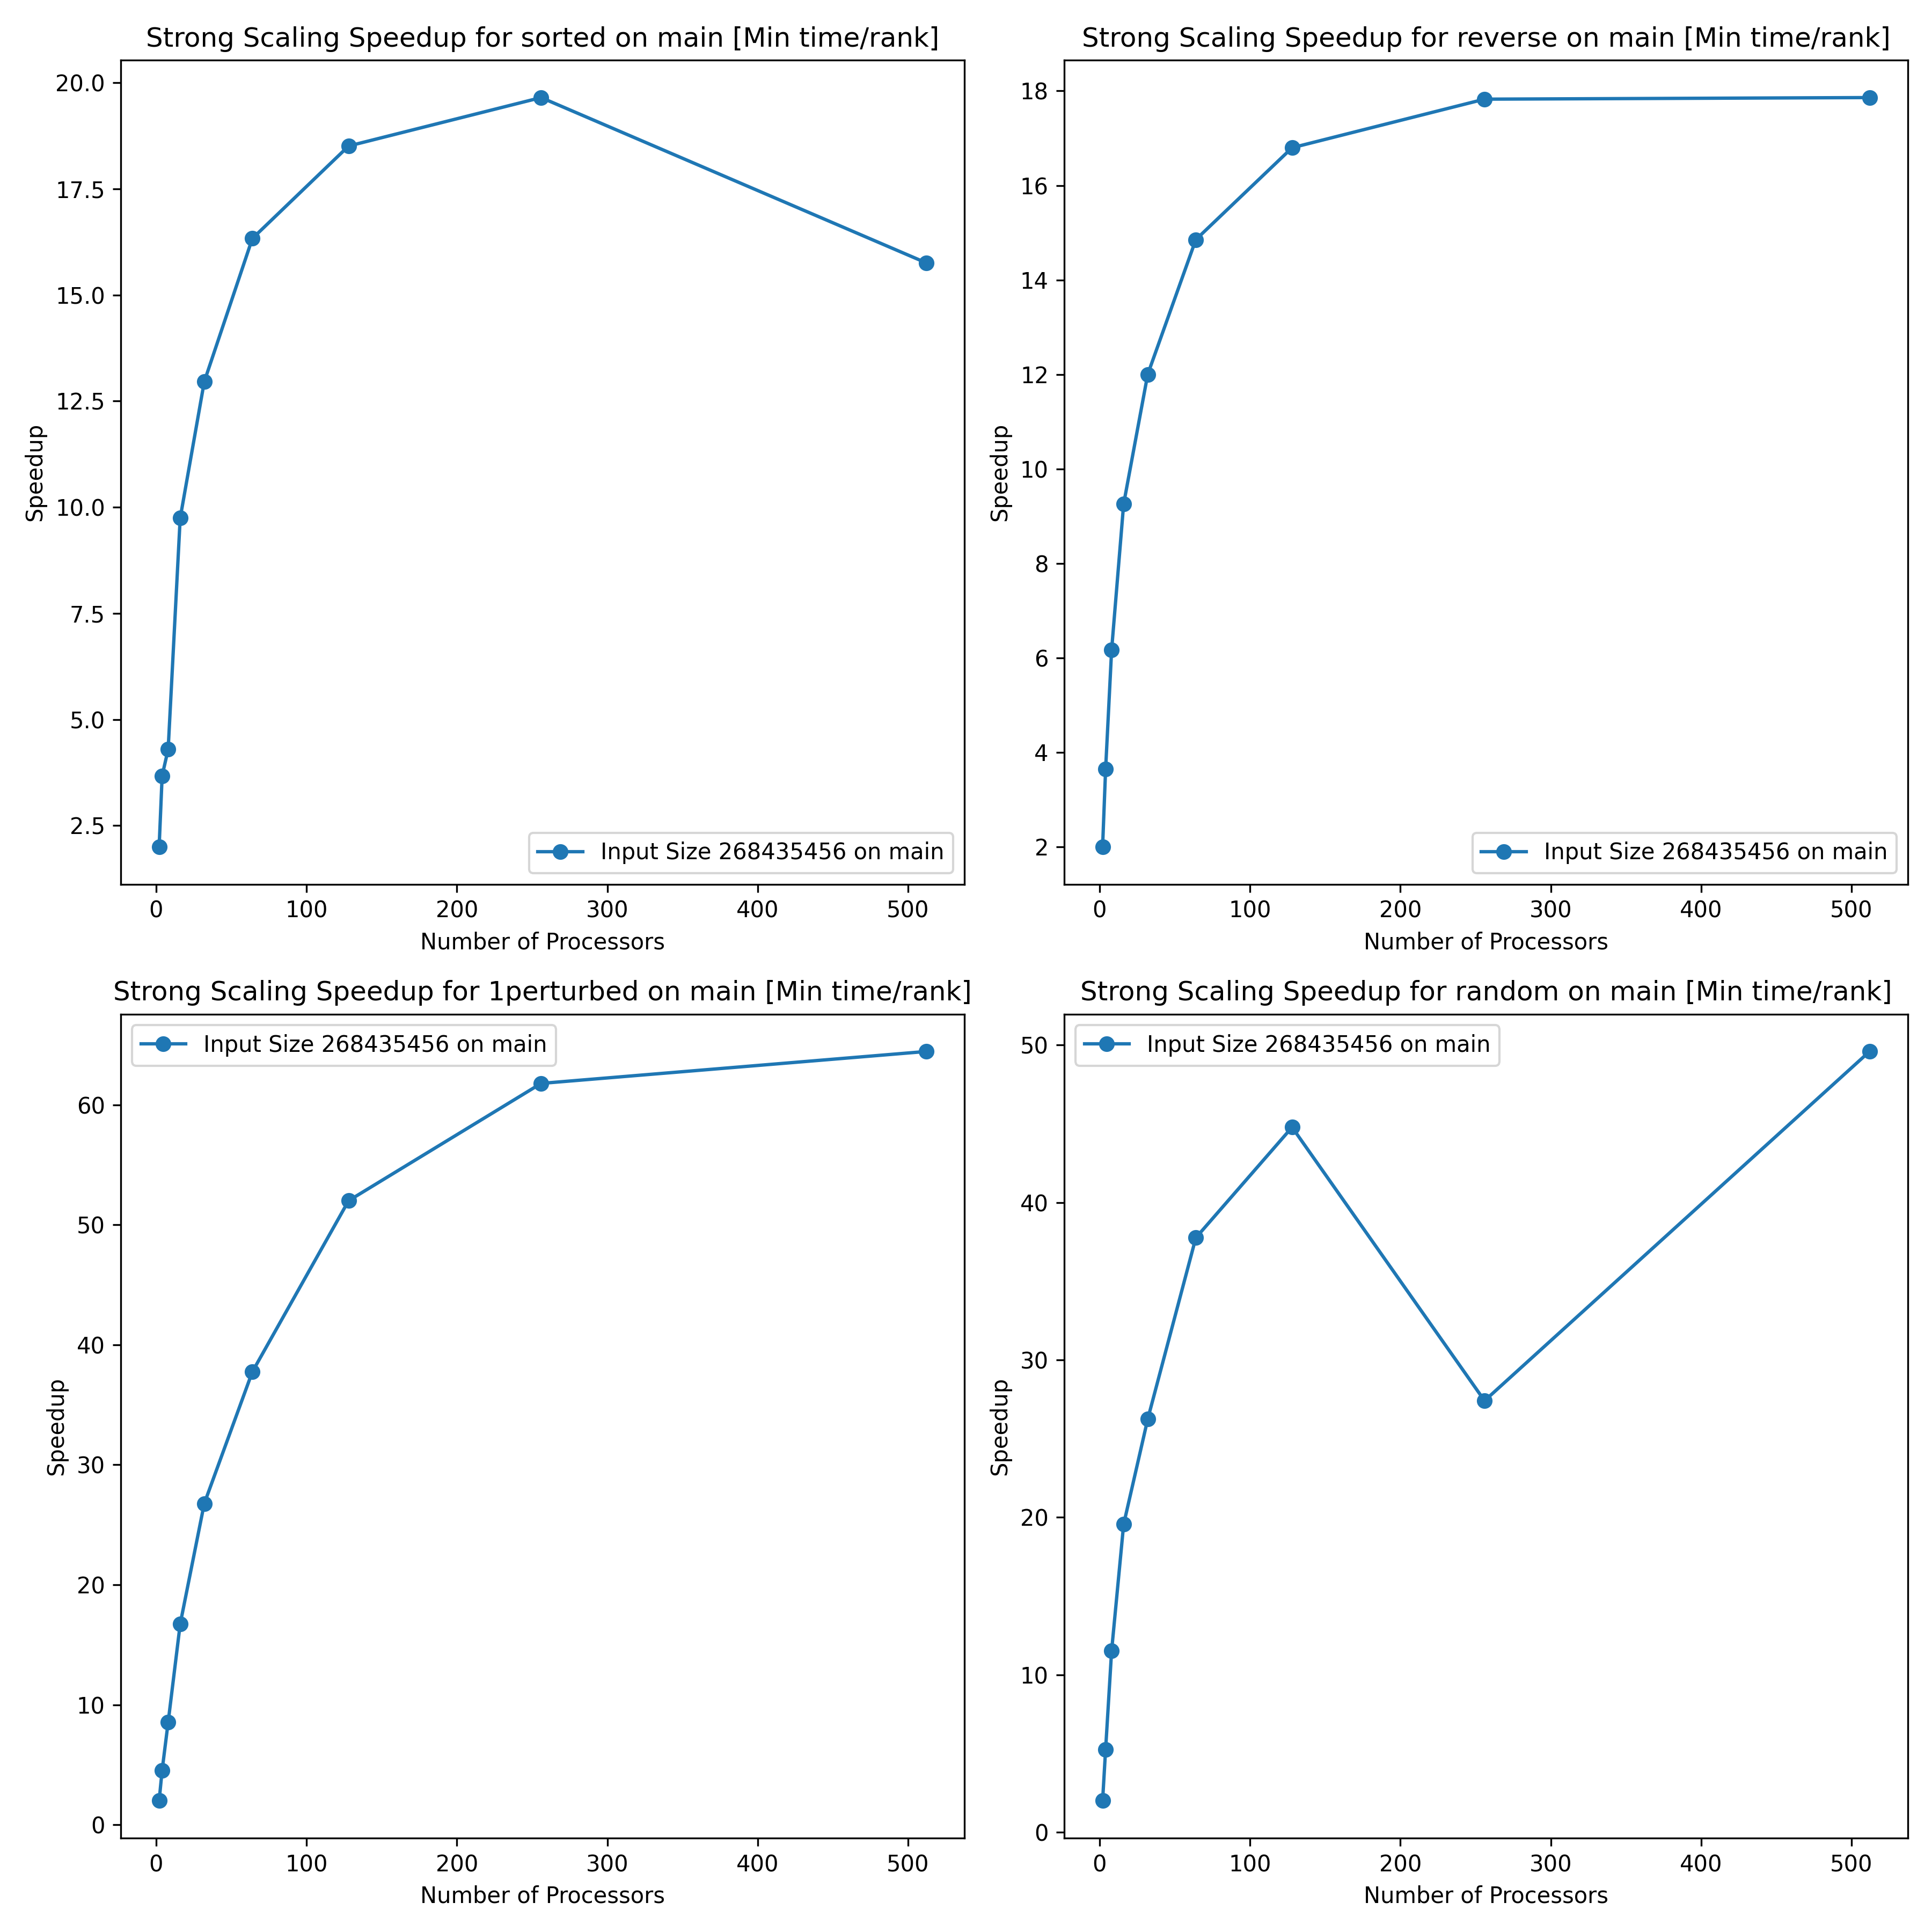 Strong Scaling Speedup for sorted on main [Min time/rank]
Speedup
20.0
17.5
15.0
12.5
10.0
7.5
5.0
2.5
Input Size 268435456 on main
0 100 200 300 400 500
Number of Processors
Strong Scaling Speedup for reverse on main [Min time/rank]
Speedup
18
16
14
12
10
8
6
4
2
Input Size 268435456 on main
0 100 200 300 400 500
Number of Processors
Strong Scaling Speedup for 1perturbed on main [Min time/rank]
Input Size 268435456 on main
Speedup
60
50
40
30
20
10
0
0 100 200 300 400 500
Number of Processors
Strong Scaling Speedup for random on main [Min time/rank]
Input Size 268435456 on main
Speedup
50
40
30
20
10
0
0 100 200 300 400 500
Number of Processors